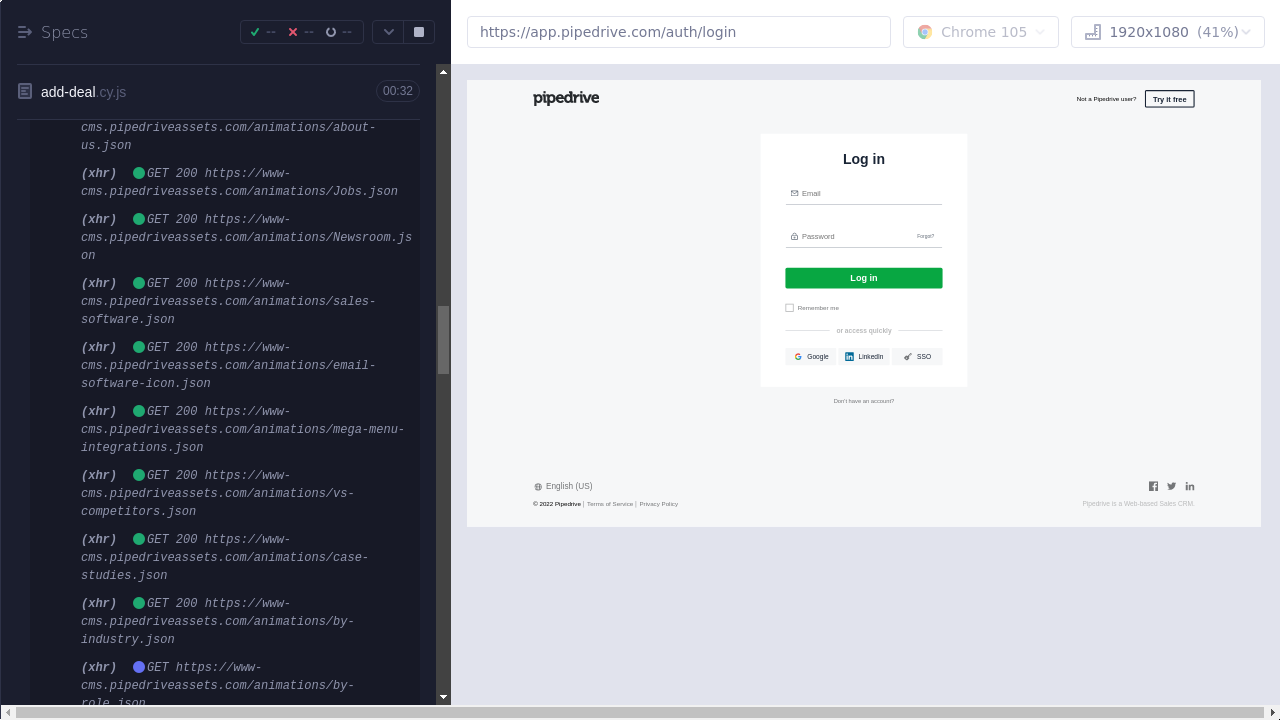 Specs
--
--
--
add-deal.cy.js
00:32
cms.pipedriveassets.com/animations/about-
us.json
(xhr) GET 200 https://www-
cms.pipedriveassets.com/animations/Jobs.json
(xhr) GET 200 https://www-
cms.pipedriveassets.com/animations/Newsroom.js
on
(xhr) GET 200 https://www-
cms.pipedriveassets.com/animations/sales-
software.json
(xhr) GET 200 https://www-
cms.pipedriveassets.com/animations/email-
software-icon.json
(xhr) GET 200 https://www-
cms.pipedriveassets.com/animations/mega-menu-
integrations.json
(xhr) GET 200 https://www-
cms.pipedriveassets.com/animations/vs-
competitors.json
(xhr) GET 200 https://www-
cms.pipedriveassets.com/animations/case-
studies.json
(xhr) GET 200 https://www-
cms.pipedriveassets.com/animations/by-
industry.json
(xhr) GET https://www-
cms.pipedriveassets.com/animations/by-
role.json
https://app.pipedrive.com/auth/login
Chrome 105
1920x1080 (41%)
pipedrive
Not a Pipedrive user?
Try it free
Log in
Email
Password
Forgot?
Log in
Remember me
or access quickly
Google
LinkedIn
SSO
Don't have an account?
English (US)
© 2022 Pipedrive | Terms of Service | Privacy Policy
Pipedrive is a Web-based Sales CRM.